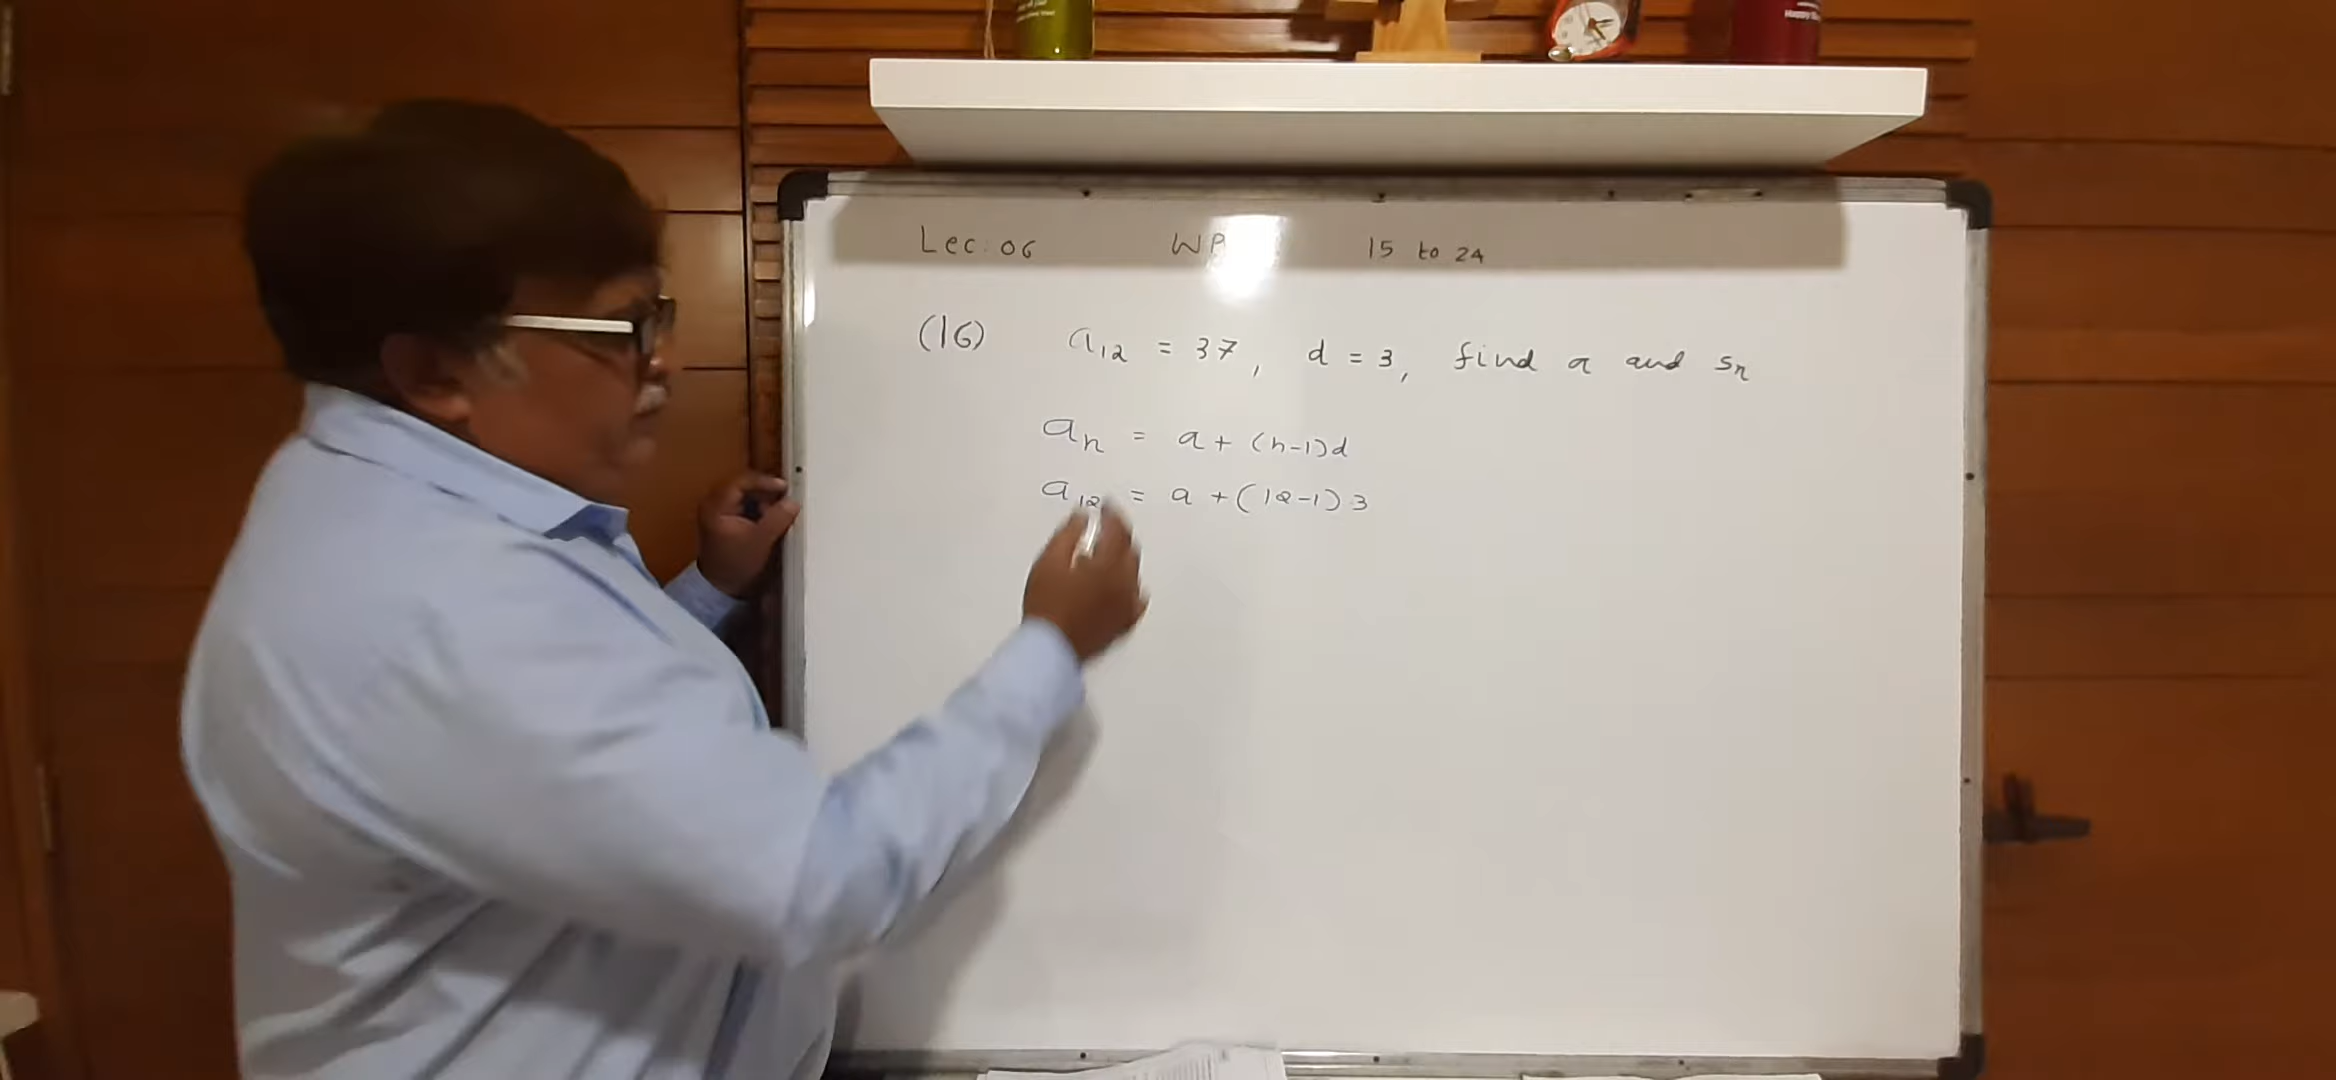 Lec: 06 WP 15 to 24
(16) a12 = 37, d = 3, find a and Sn
an = a + (n-1)d
a12 = a + (12-1) 3